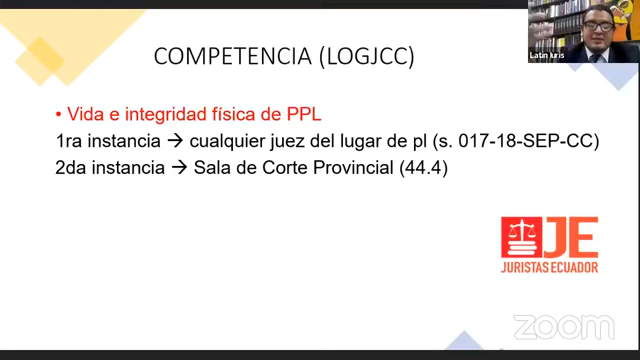 Latin Iuris
COMPETENCIA (LOGJCC)
• Vida e integridad física de PPL
1ra instancia → cualquier juez del lugar de pl (s. 017-18-SEP-CC)
2da instancia → Sala de Corte Provincial (44.4)
JE
JURISTAS ECUADOR
zoom